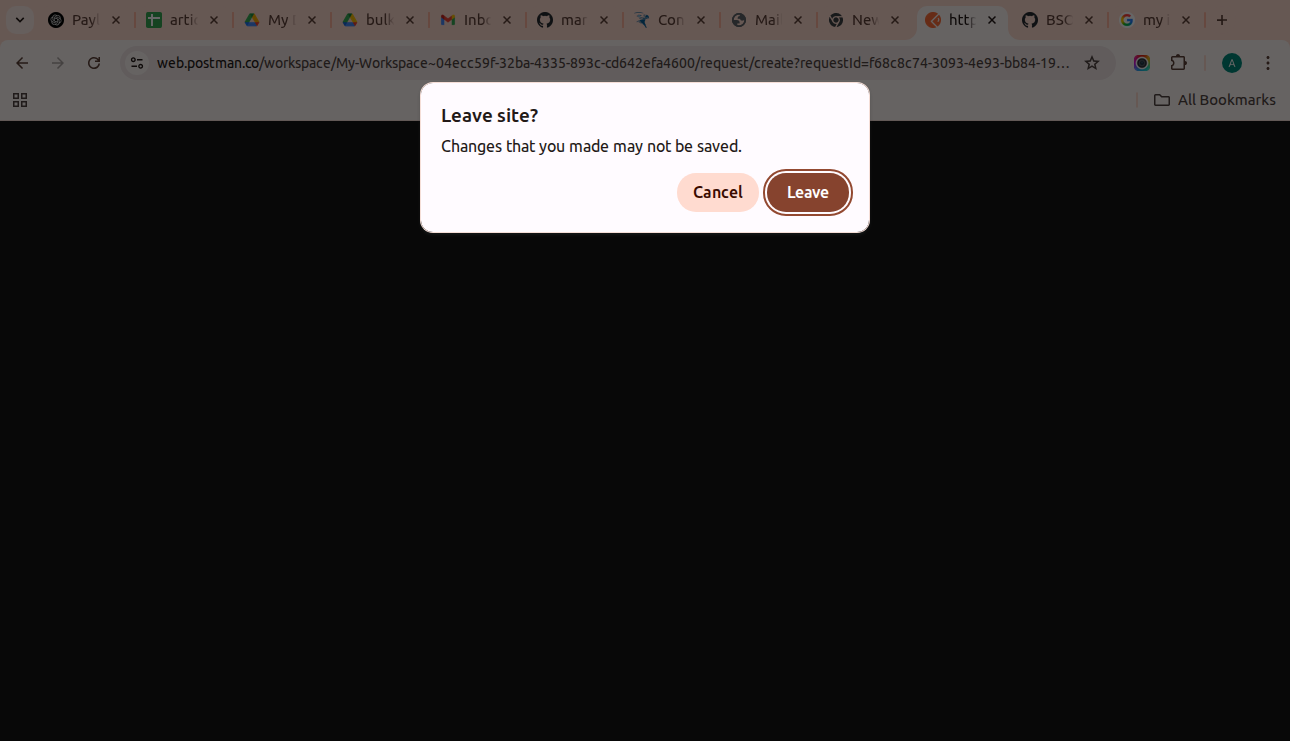 Payl
artic
My D
bulk
Inbo
mar
Con
Mail
New
http
BSC
my i
web.postman.co/workspace/My-Workspace~04ecc59f-32ba-4335-893c-cd642efa4600/request/create?requestId=f68c8c74-3093-4e93-bb84-19...
A
All Bookmarks
Leave site?
Changes that you made may not be saved.
Cancel
Leave